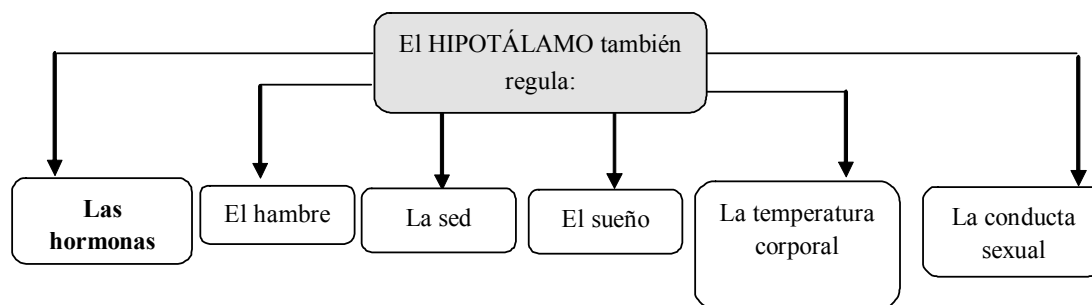 El HIPOTÁLAMO también
regula:
Las
hormonas
El hambre
La sed
El sueño
La temperatura
corporal
La conducta
sexual